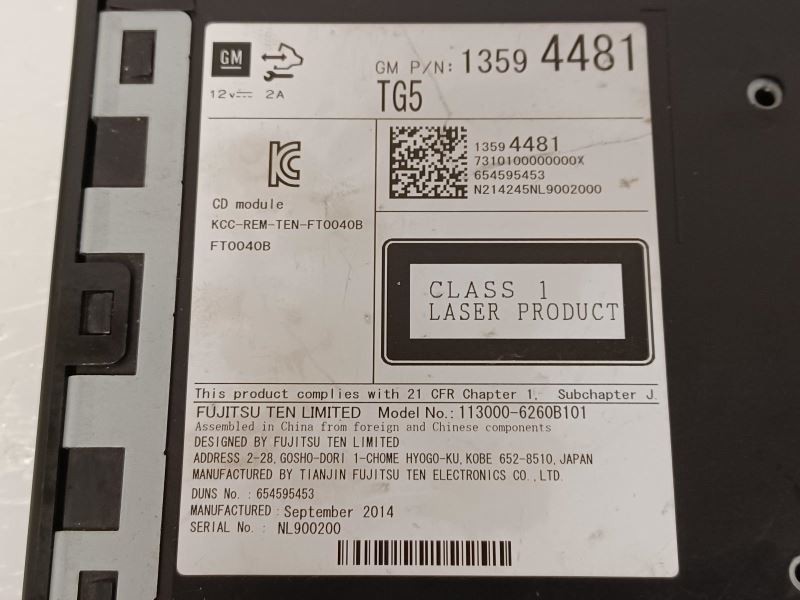 GM
GM P/N: 1359 4481
12V 2A
TG5
1359 4481
7310100000000X
654595453
N214245NL9002000
CD module
KCC-REM-TEN-FT0040B
FT0040B
CLASS 1
LASER PRODUCT
This product complies with 21 CFR Chapter 1, Subchapter J.
FUJITSU TEN LIMITED Model No.: 113000-6260B101
Assembled in China from foreign and Chinese components
DESIGNED BY FUJITSU TEN LIMITED
ADDRESS 2-28, GOSHO-DORI 1-CHOME HYOGO-KU, KOBE 652-8510, JAPAN
MANUFACTURED BY TIANJIN FUJITSU TEN ELECTRONICS CO., LTD.
DUNS No. : 654595453
MANUFACTURED : September 2014
SERIAL No. : NL900200